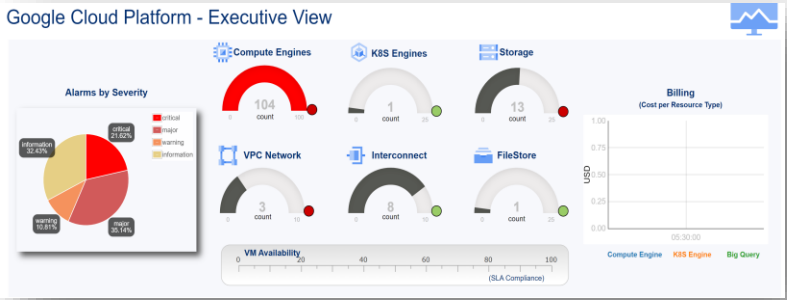 Google Cloud Platform - Executive View
Alarms by Severity
critical
major
warning
information
critical
21.62%
information
32.43%
warning
10.81%
major
35.14%
Compute Engines
104
count
0 100
K8S Engines
1
count
0 25
Storage
13
count
0 25
VPC Network
3
count
0 10
Interconnect
8
count
0 10
FileStore
1
count
0 25
VM Availability
0 20 40 60 80 100
(SLA Compliance)
Billing
(Cost per Resource Type)
1.00
0.75
0.50
0.25
0.00
USD
05:30:00
Compute Engine K8S Engine Big Query